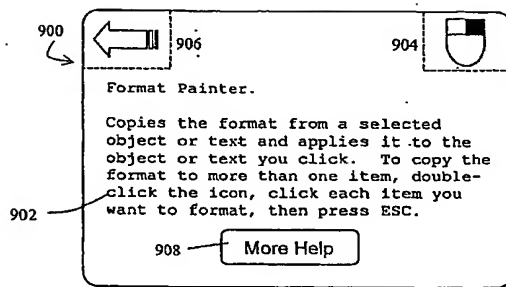 900
906
904
Format Painter.
Copies the format from a selected
object or text and applies it to the
object or text you click. To copy the
format to more than one item, double-
click the icon, click each item you
want to format, then press ESC.
902
908
More Help